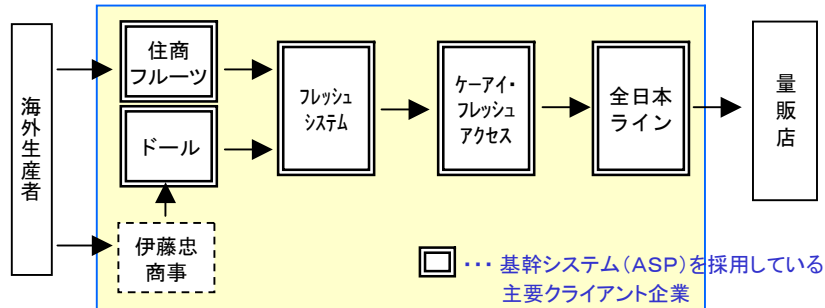 海外生産者
住商
フルーツ
ドール
伊藤忠
商事
フレッシュ
システム
ケーアイ・
フレッシュ
アクセス
全日本
ライン
量販店
・・・ 基幹システム(ASP)を採用している
主要クライアント企業